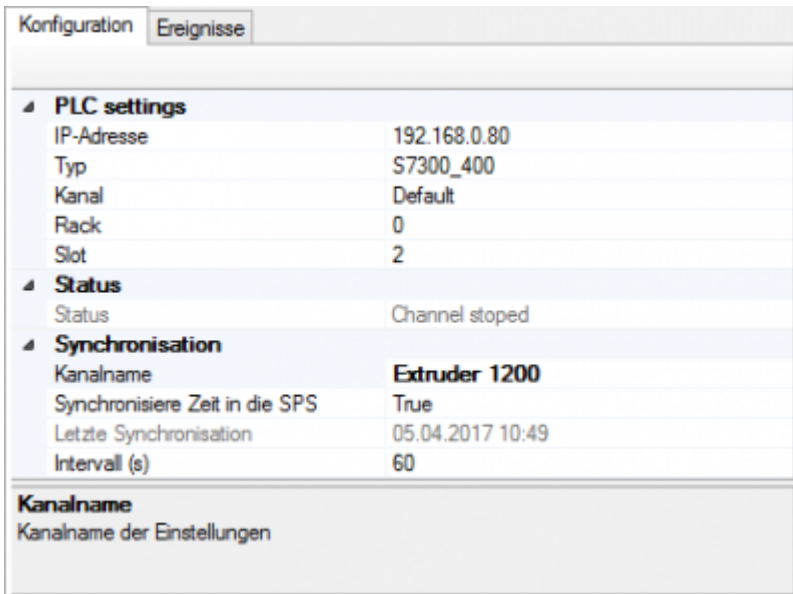 Konfiguration Ereignisse
PLC settings
IP-Adresse 192.168.0.80
Typ S7300_400
Kanal Default
Rack 0
Slot 2
Status
Status Channel stoped
Synchronisation
Kanalname Extruder 1200
Synchronisiere Zeit in die SPS True
Letzte Synchronisation 05.04.2017 10:49
Intervall (s) 60
Kanalname
Kanalname der Einstellungen